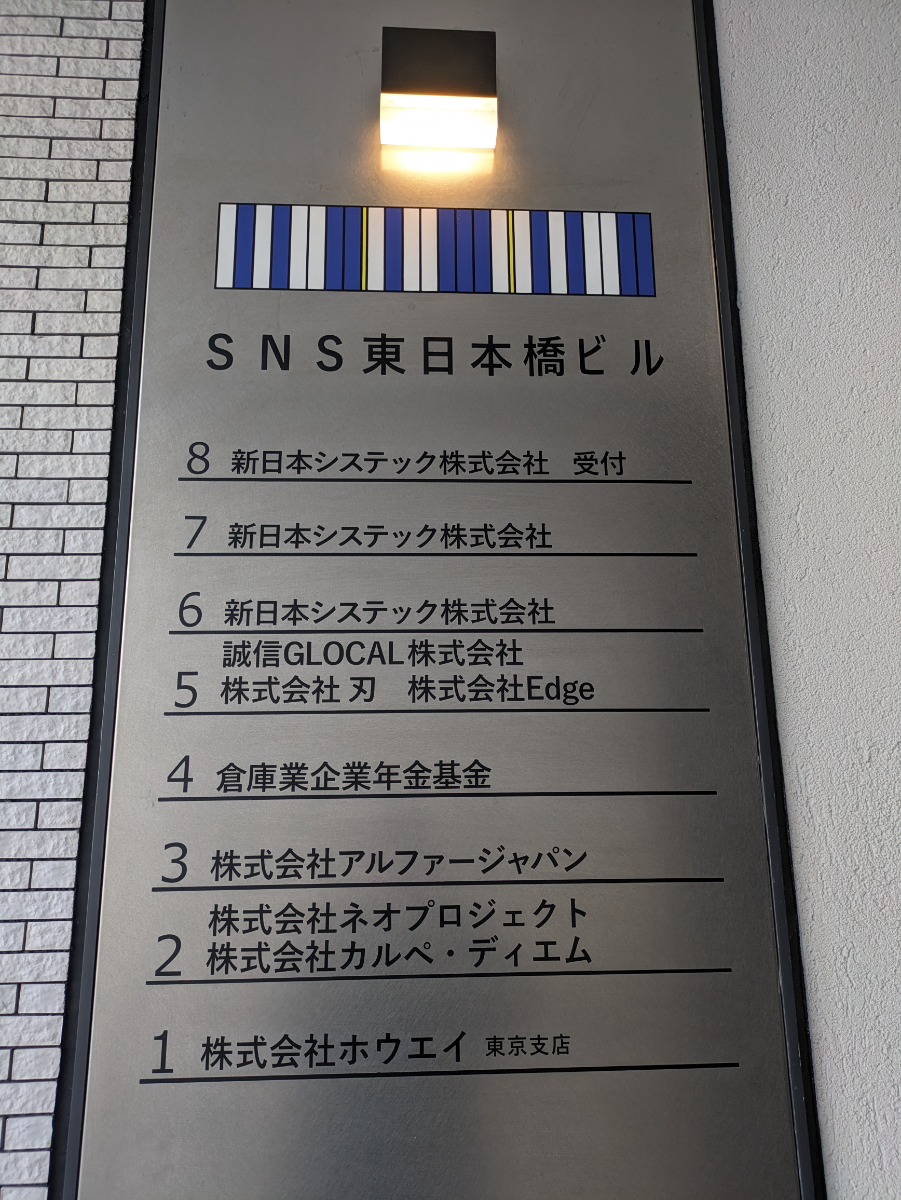 SNS東日本橋ビル
8 新日本システック株式会社 受付
7 新日本システック株式会社
6 新日本システック株式会社
誠信GLOCAL株式会社
5 株式会社 刃 株式会社Edge
4 倉庫業企業年金基金
3 株式会社アルファージャパン
株式会社ネオプロジェクト
2 株式会社カルペ・ディエム
1 株式会社ホウエイ 東京支店